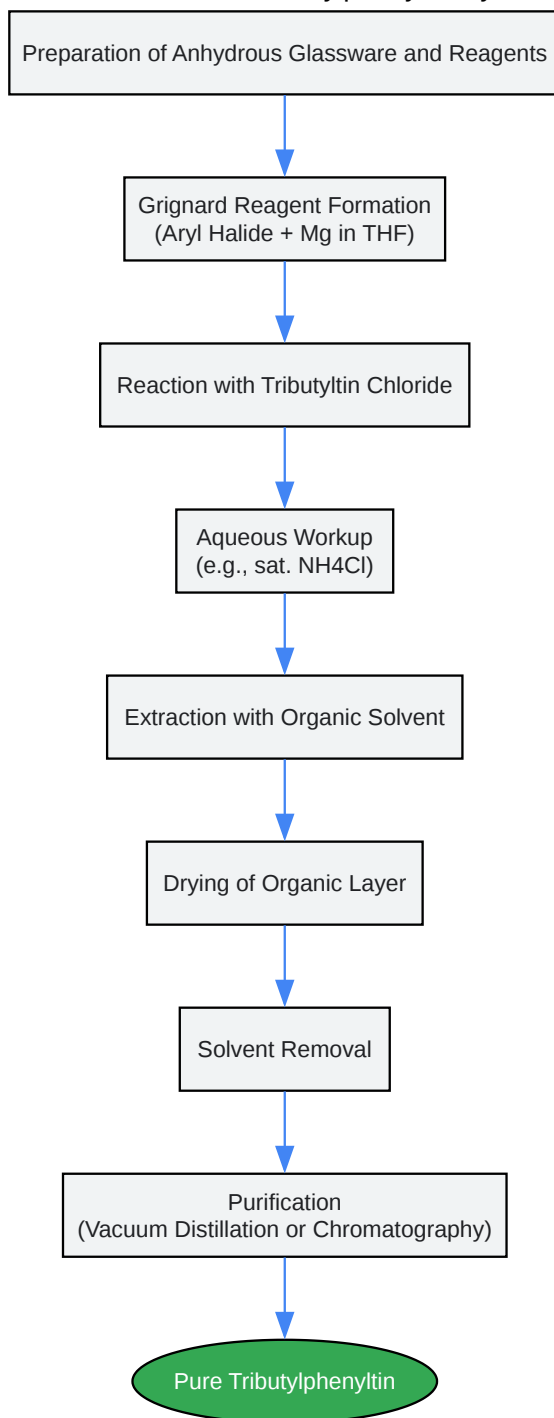 Preparation of Anhydrous Glassware and Reagents
Grignard Reagent Formation
(Aryl Halide + Mg in THF)
Reaction with Tributyltin Chloride
Aqueous Workup
(e.g., sat. NH4Cl)
Extraction with Organic Solvent
Drying of Organic Layer
Solvent Removal
Purification
(Vacuum Distillation or Chromatography)
Pure Tributylphenyltin